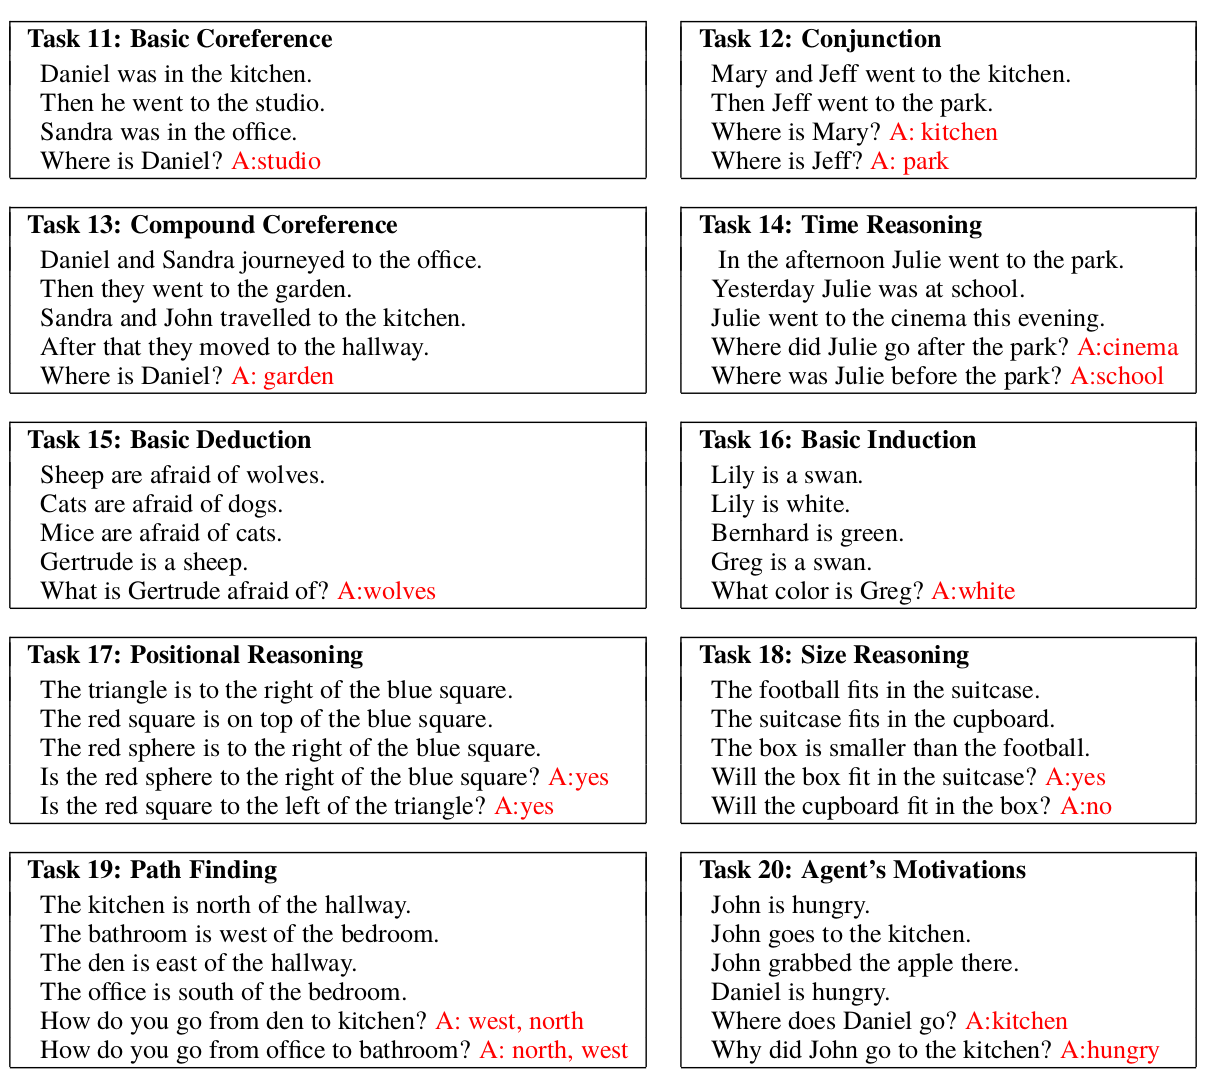 Task 11: Basic Coreference
Daniel was in the kitchen.
Then he went to the studio.
Sandra was in the office.
Where is Daniel? A:studio
Task 12: Conjunction
Mary and Jeff went to the kitchen.
Then Jeff went to the park.
Where is Mary? A: kitchen
Where is Jeff? A: park
Task 13: Compound Coreference
Daniel and Sandra journeyed to the office.
Then they went to the garden.
Sandra and John travelled to the kitchen.
After that they moved to the hallway.
Where is Daniel? A: garden
Task 14: Time Reasoning
In the afternoon Julie went to the park.
Yesterday Julie was at school.
Julie went to the cinema this evening.
Where did Julie go after the park? A:cinema
Where was Julie before the park? A:school
Task 15: Basic Deduction
Sheep are afraid of wolves.
Cats are afraid of dogs.
Mice are afraid of cats.
Gertrude is a sheep.
What is Gertrude afraid of? A:wolves
Task 16: Basic Induction
Lily is a swan.
Lily is white.
Bernhard is green.
Greg is a swan.
What color is Greg? A:white
Task 17: Positional Reasoning
The triangle is to the right of the blue square.
The red square is on top of the blue square.
The red sphere is to the right of the blue square.
Is the red sphere to the right of the blue square? A:yes
Is the red square to the left of the triangle? A:yes
Task 18: Size Reasoning
The football fits in the suitcase.
The suitcase fits in the cupboard.
The box is smaller than the football.
Will the box fit in the suitcase? A:yes
Will the cupboard fit in the box? A:no
Task 19: Path Finding
The kitchen is north of the hallway.
The bathroom is west of the bedroom.
The den is east of the hallway.
The office is south of the bedroom.
How do you go from den to kitchen? A: west, north
How do you go from office to bathroom? A: north, west
Task 20: Agent's Motivations
John is hungry.
John goes to the kitchen.
John grabbed the apple there.
Daniel is hungry.
Where does Daniel go? A:kitchen
Why did John go to the kitchen? A:hungry